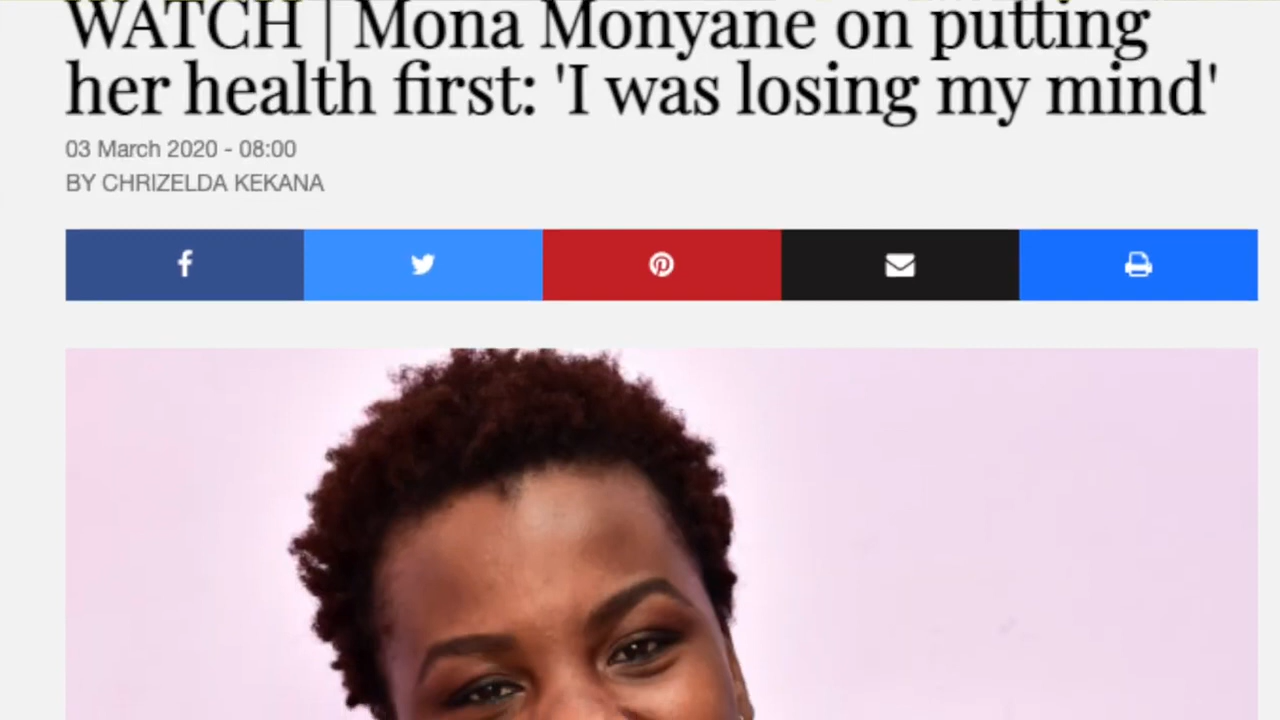 WATCH | Mona Monyane on putting
her health first: 'I was losing my mind'
03 March 2020 - 08:00
BY CHRIZELDA KEKANA